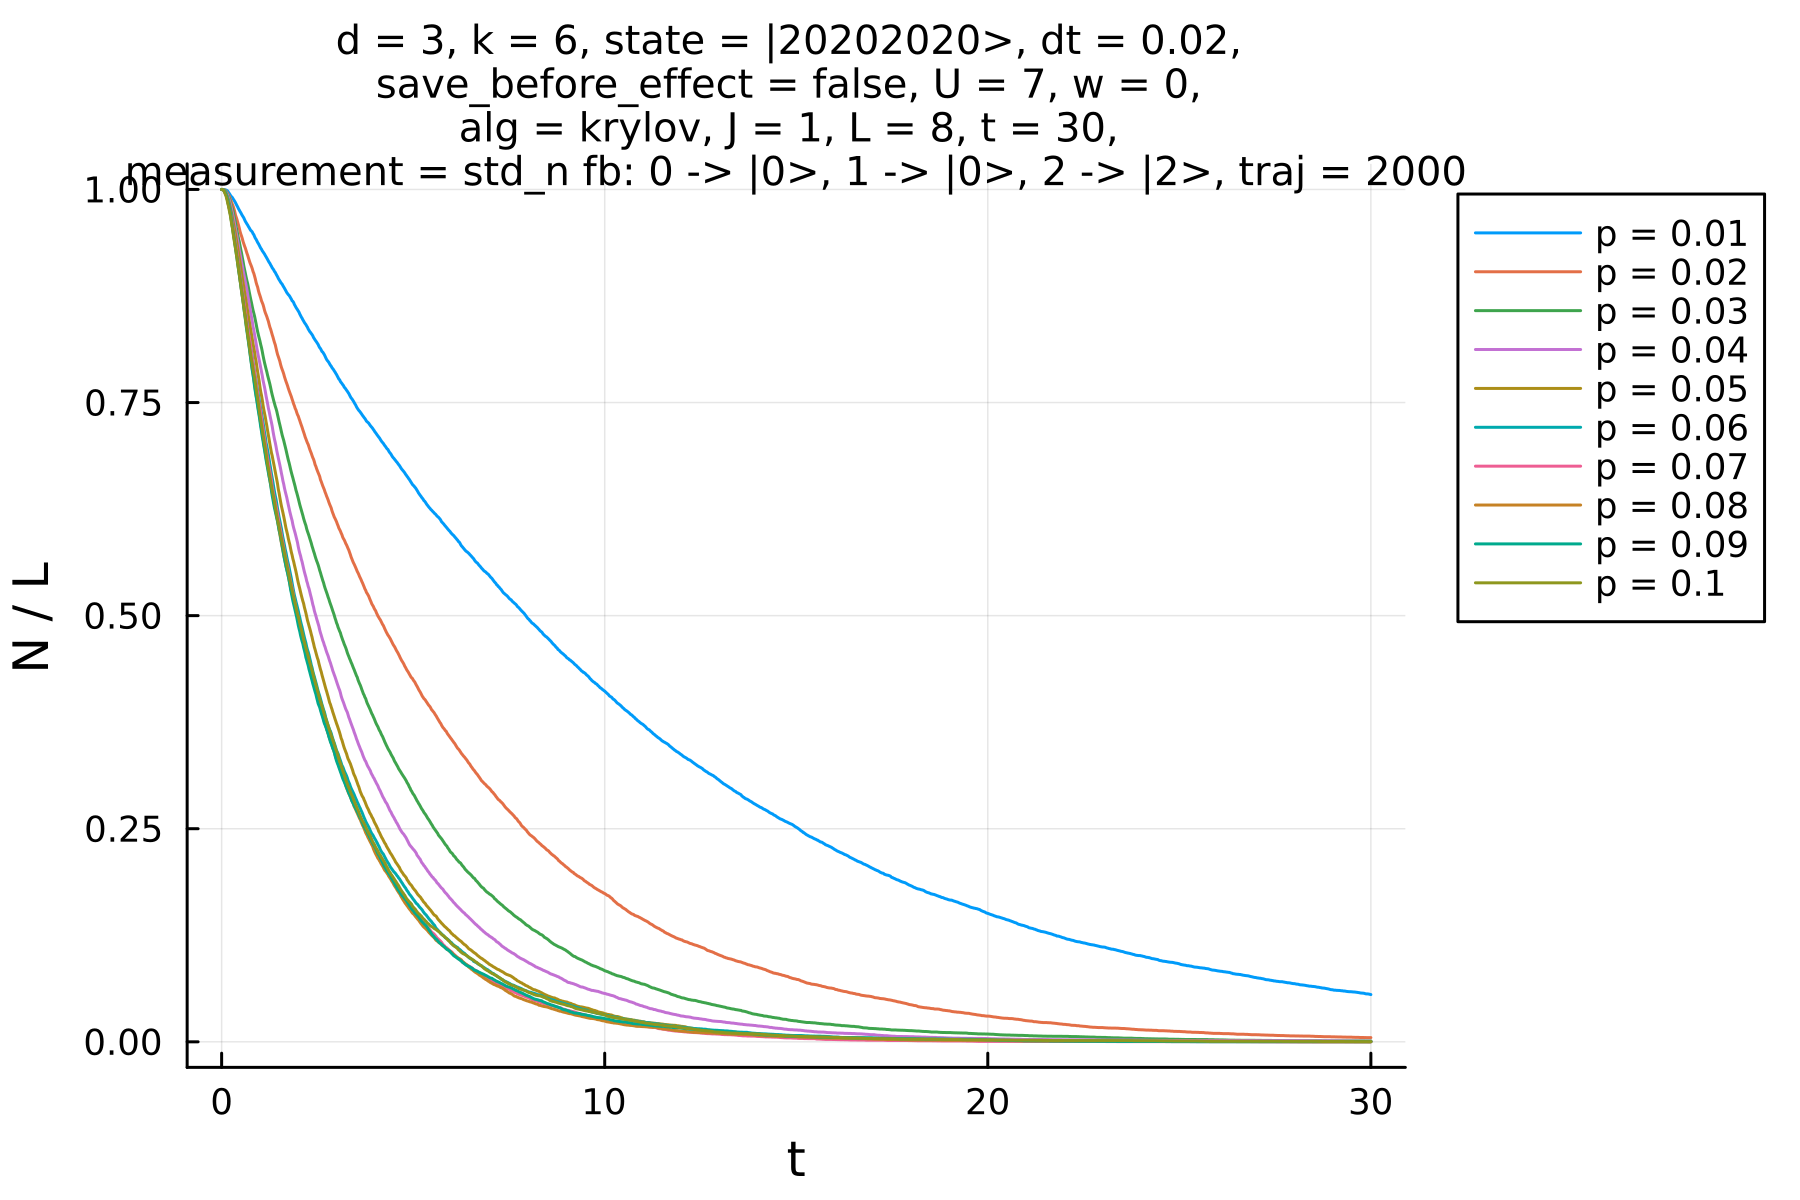 d = 3, k = 6, state = |20202020>, dt = 0.02,
save_before_effect = false, U = 7, w = 0,
alg = krylov, J = 1, L = 8, t = 30,
measurement = std_n fb: 0 -> |0>, 1 -> |0>, 2 -> |2>, traj = 2000
1.00
0.75
0.50
0.25
0.00
N / L
0
10
20
30
t
p = 0.01
p = 0.02
p = 0.03
p = 0.04
p = 0.05
p = 0.06
p = 0.07
p = 0.08
p = 0.09
p = 0.1